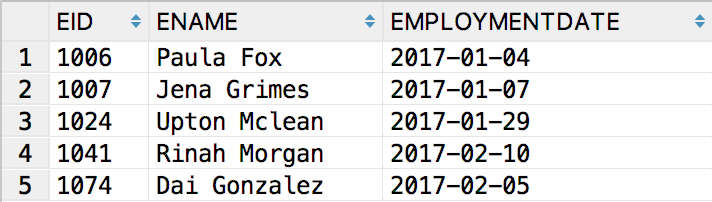 EID ENAME EMPLOYMENTDATE
1 1006 Paula Fox 2017-01-04
2 1007 Jena Grimes 2017-01-07
3 1024 Upton Mclean 2017-01-29
4 1041 Rinah Morgan 2017-02-10
5 1074 Dai Gonzalez 2017-02-05